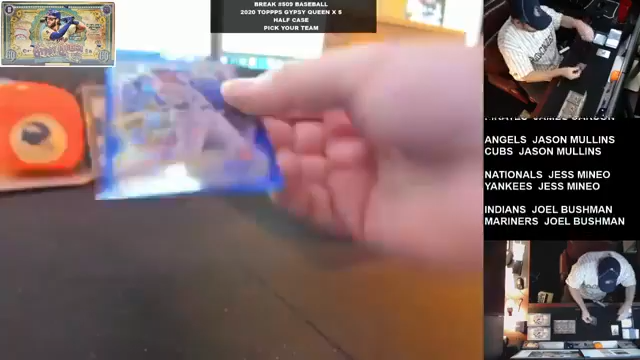 BREAK #509 BASEBALL
2020 TOPPPS GYPSY QUEEN X 5
HALF CASE
PICK YOUR TEAM
ANGELS JASON MULLINS
CUBS JASON MULLINS
NATIONALS JESS MINEO
YANKEES JESS MINEO
INDIANS JOEL BUSHMAN
MARINERS JOEL BUSHMAN